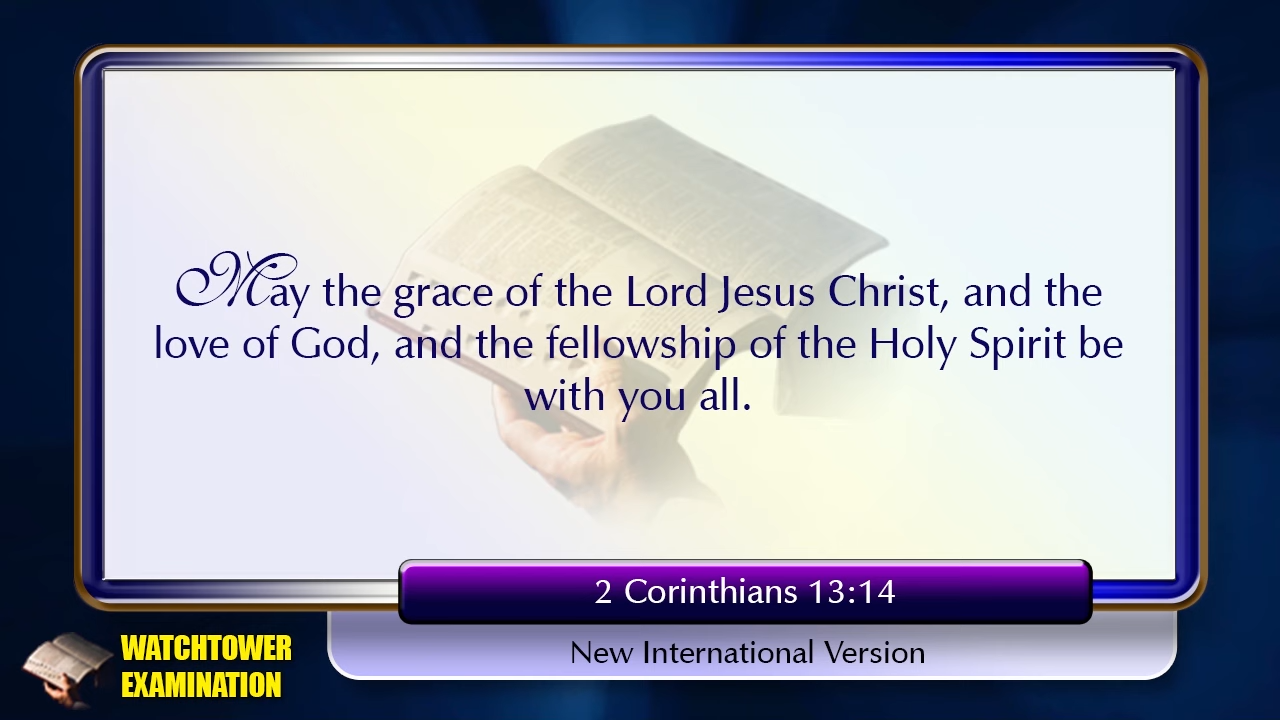 May the grace of the Lord Jesus Christ, and the
love of God, and the fellowship of the Holy Spirit be
with you all.
2 Corinthians 13:14
New International Version
WATCHTOWER
EXAMINATION